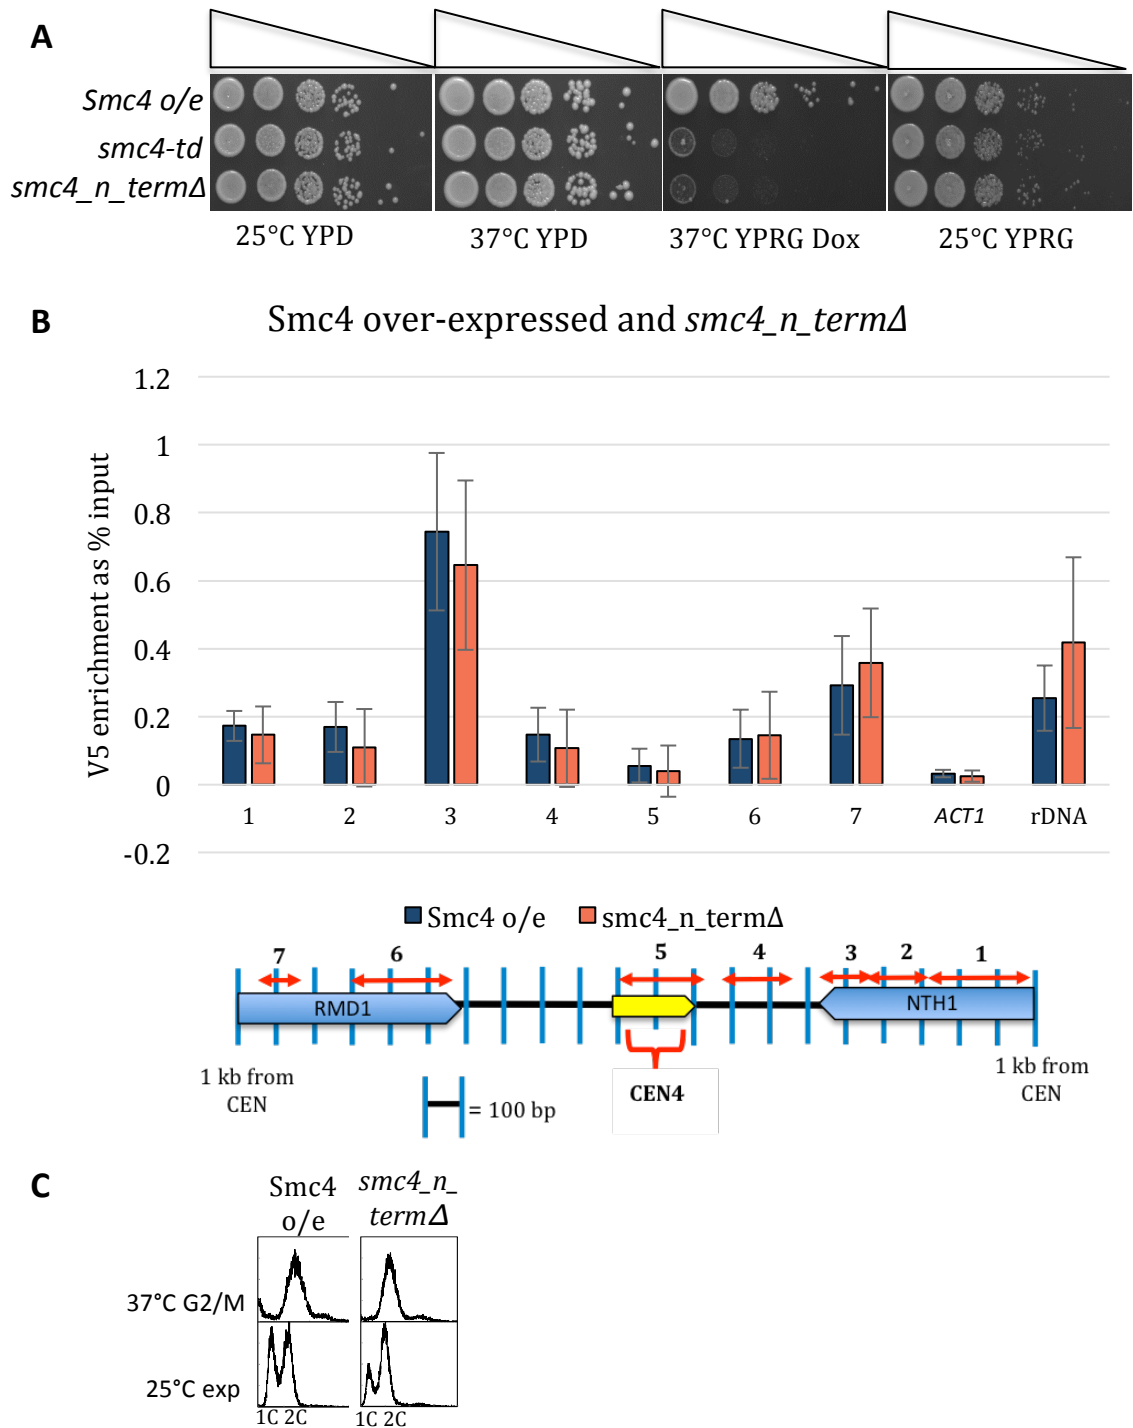 A
Smc4 o/e
smc4-td
smc4_n_termΔ
25°C YPD
37°C YPD
37°C YPRG Dox
25°C YPRG
B
Smc4 over-expressed and smc4_n_termΔ
V5 enrichment as % input
1.2
1
0.8
0.6
0.4
0.2
0
-0.2
1 2 3 4 5 6 7 ACT1 rDNA
Smc4 o/e smc4_n_termΔ
7 6 5 4 3 2 1
RMD1 NTH1
1 kb from
CEN
= 100 bp
CEN4
1 kb from
CEN
C
Smc4
o/e
smc4_n_
termΔ
37°C G2/M
25°C exp
1C 2C 1C 2C